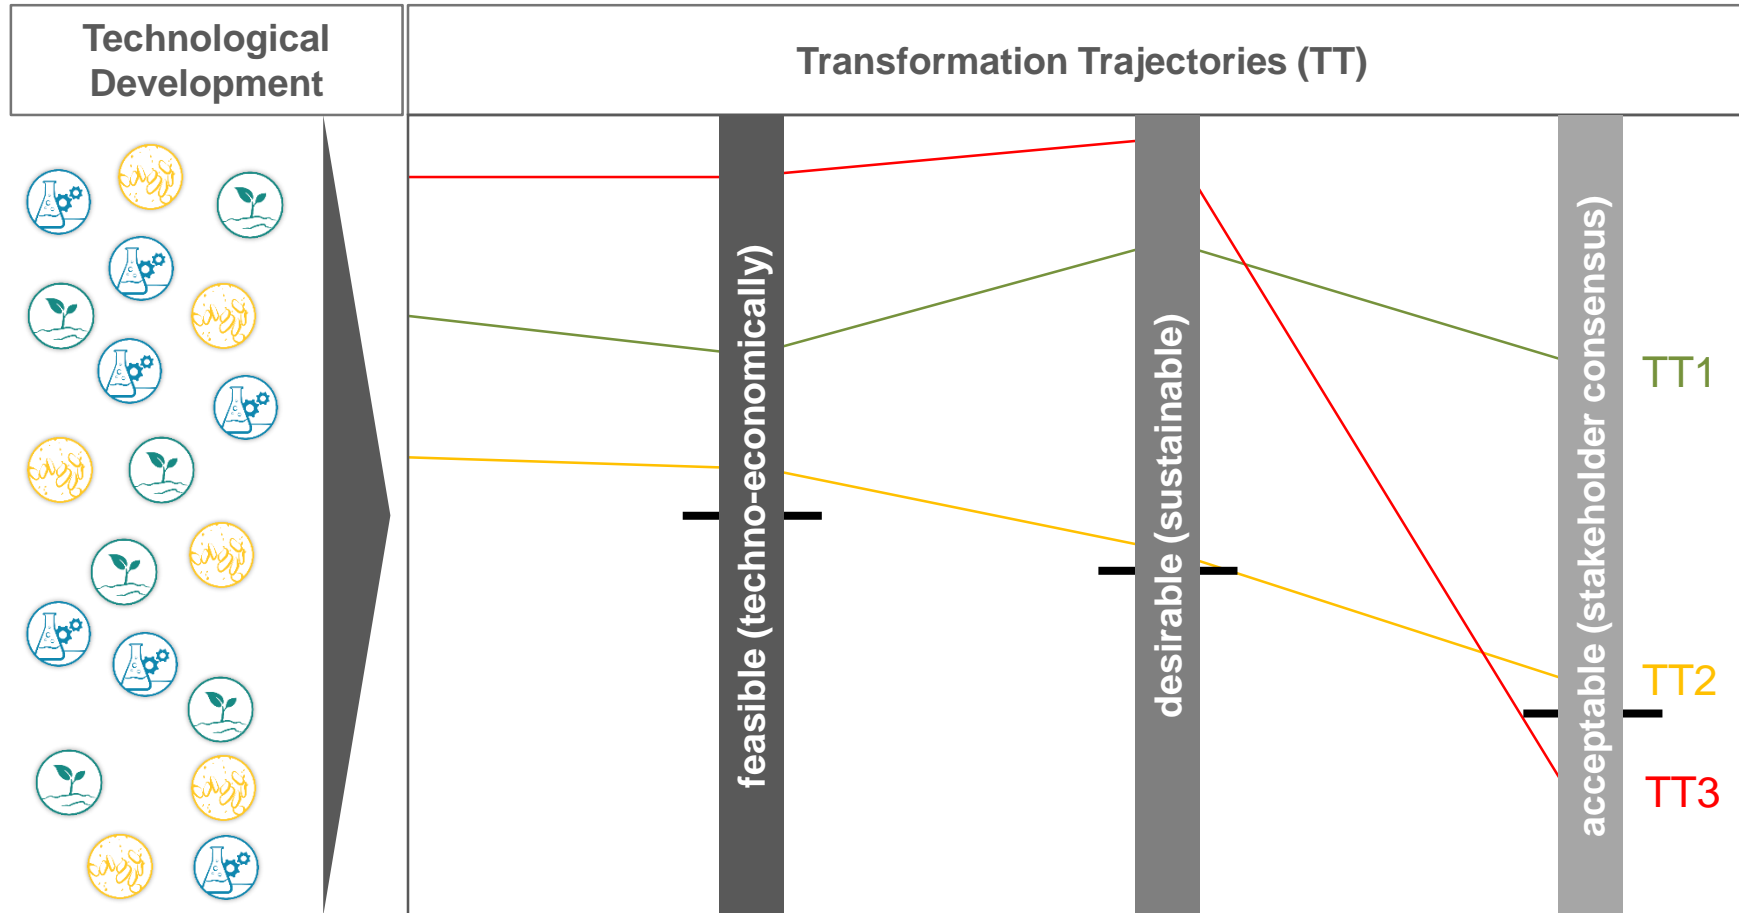 Technological
Development
Transformation Trajectories (TT)
feasible (techno-economically)
desirable (sustainable)
acceptable (stakeholder consensus)
TT1
TT2
TT3